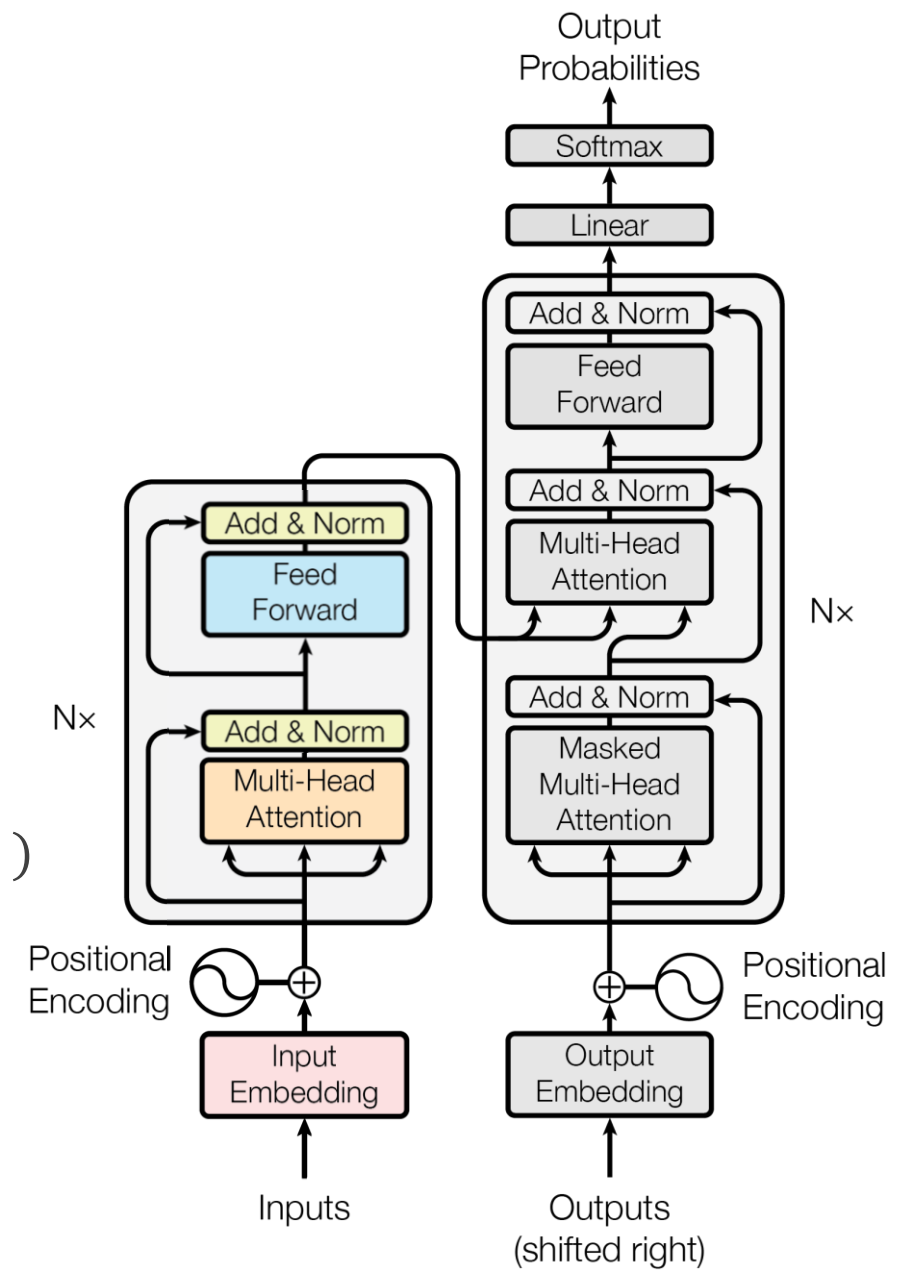 Output
Probabilities
Softmax
Linear
Add & Norm
Feed
Forward
Add & Norm
Multi-Head
Attention
Add & Norm
Masked
Multi-Head
Attention
N×
Add & Norm
Feed
Forward
Add & Norm
Multi-Head
Attention
N×
)
Positional
Encoding
Positional
Encoding
Input
Embedding
Output
Embedding
Inputs
Outputs
(shifted right)